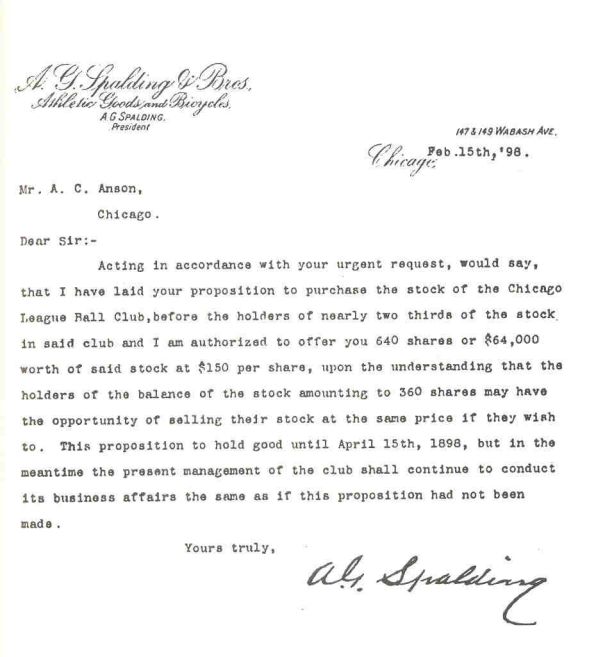 A. G. Spalding & Bros.
Athletic Goods and Bicycles.
A G SPALDING.
President
147 & 149 WABASH AVE.
Chicago, Feb.15th,'98.
Mr. A. C. Anson,
Chicago.
Dear Sir:-
Acting in accordance with your urgent request, would say,
that I have laid your proposition to purchase the stock of the Chicago
League Ball Club,before the holders of nearly two thirds of the stock
in said club and I am authorized to offer you 640 shares or $64,000
worth of said stock at $150 per share, upon the understanding that the
holders of the balance of the stock amounting to 360 shares may have
the opportunity of selling their stock at the same price if they wish
to. This proposition to hold good until April 15th, 1898, but in the
meantime the present management of the club shall continue to conduct
its business affairs the same as if this proposition had not been
made.
Yours truly,
A.G. Spalding